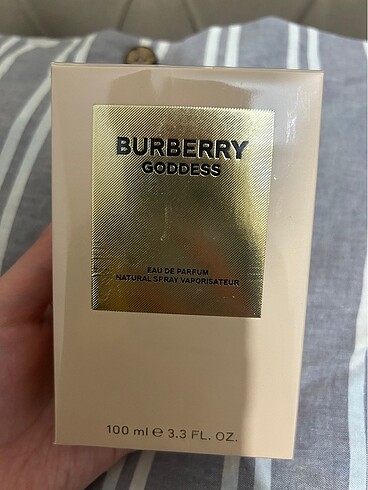 BURBERRY
GODDESS
EAU DE PARFUM
NATURAL SPRAY VAPORISATEUR
100 ml ℮ 3.3 FL. OZ.